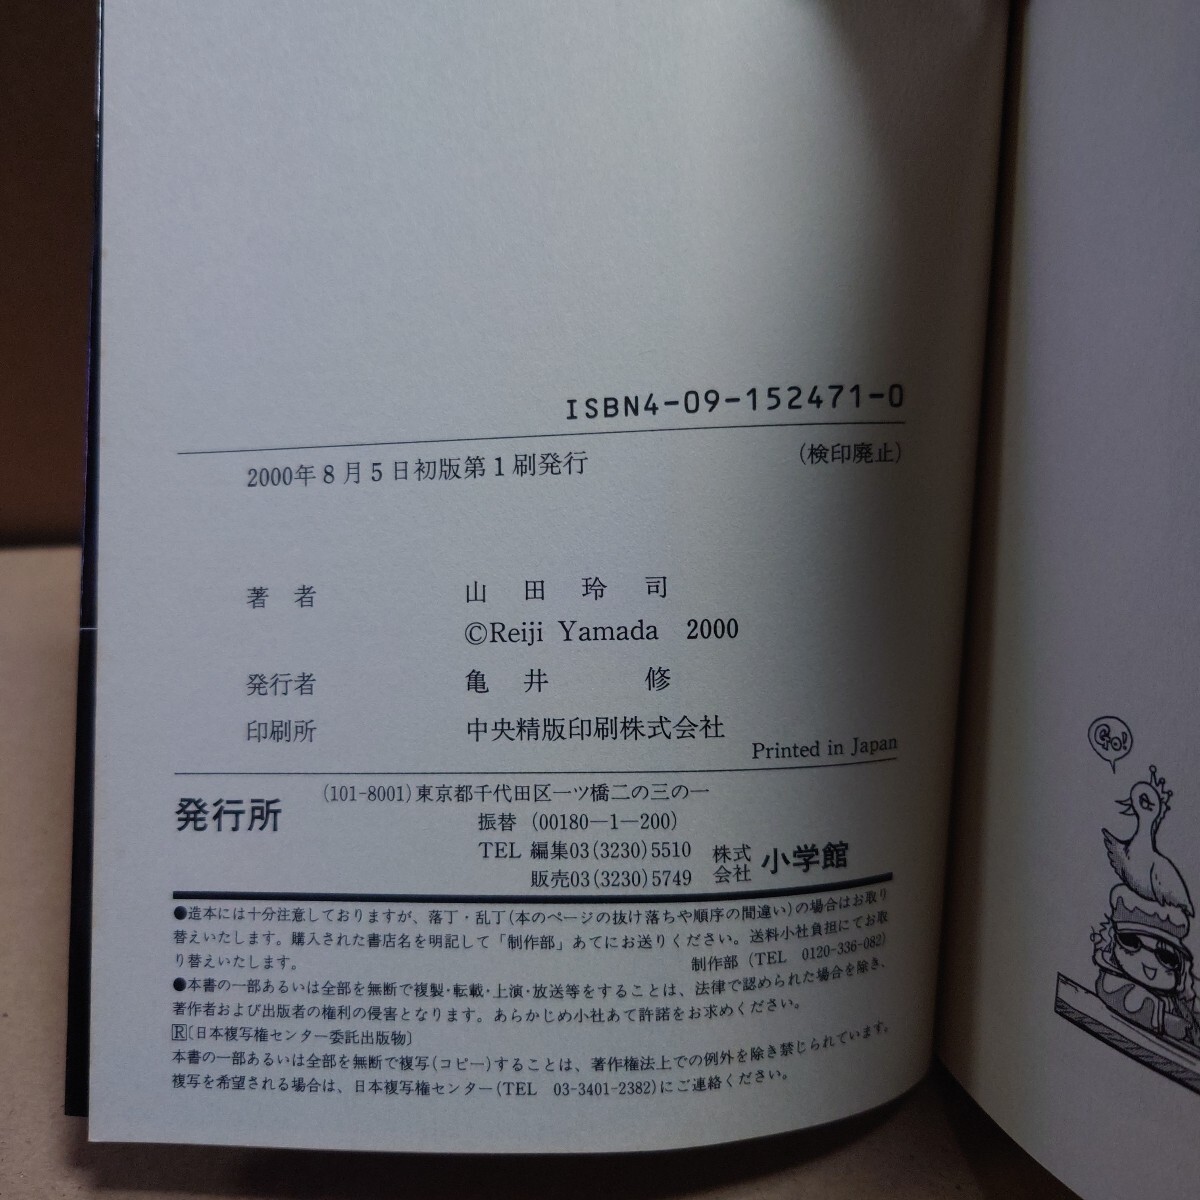 ISBN4-09-152471-0
2000年8月5日初版第1刷発行
(検印廃止)
著者 山田玲司
©Reiji Yamada 2000
発行者 亀井 修
印刷所 中央精版印刷株式会社
Printed in Japan
(101-8001)東京都千代田区一ツ橋二の三の一
発行所
振替 (00180—1—200)
TEL 編集03(3230)5510
販売03(3230)5749
株式会社 小学館
●造本には十分注意しておりますが、落丁・乱丁(本のページの抜け落ちや順序の間違い)の場合はお取り
替えいたします。購入された書店名を明記して「制作部」あてにお送りください。送料小社負担にてお取
り替えいたします。
制作部 (TEL 0120-336-082)
●本書の一部あるいは全部を無断で複製・転載・上演・放送等をすることは、法律で認められた場合を除き、
著作者および出版者の権利の侵害となります。あらかじめ小社あて許諾をお求めください。
R〔日本複写権センター委託出版物〕
本書の一部あるいは全部を無断で複写(コピー)することは、著作権法上での例外を除き禁じられています。
複写を希望される場合は、日本複写権センター(TEL 03-3401-2382)にご連絡ください。
Go!